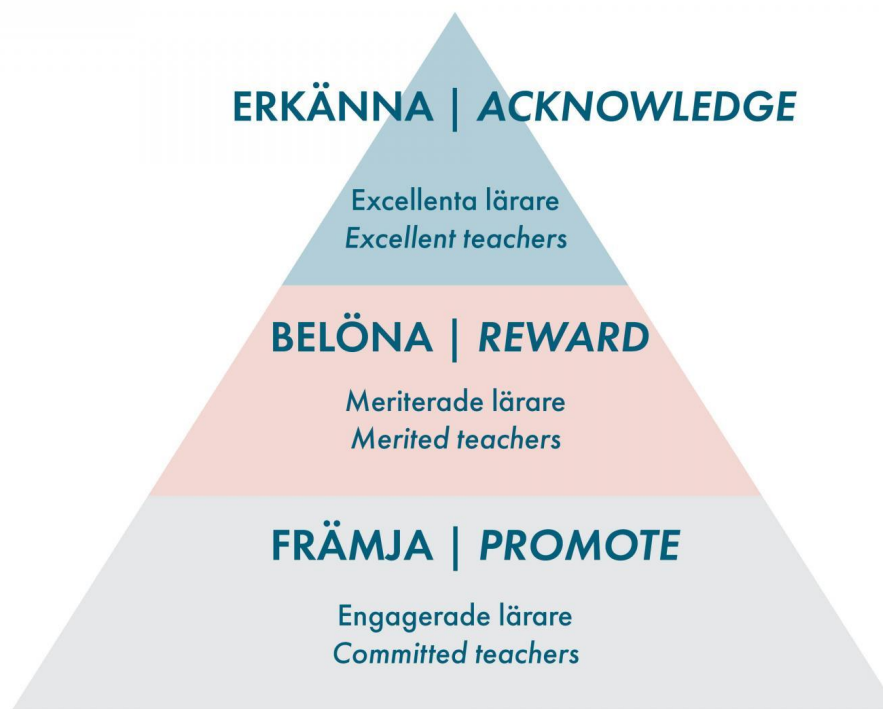 ERKÄNNA | ACKNOWLEDGE
Excellenta lärare
Excellent teachers
BELÖNA | REWARD
Meriterade lärare
Merited teachers
FRÄMJA | PROMOTE
Engagerade lärare
Committed teachers